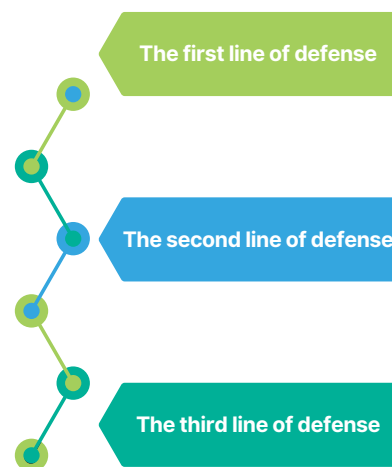 The first line of defense
The second line of defense
The third line of defense